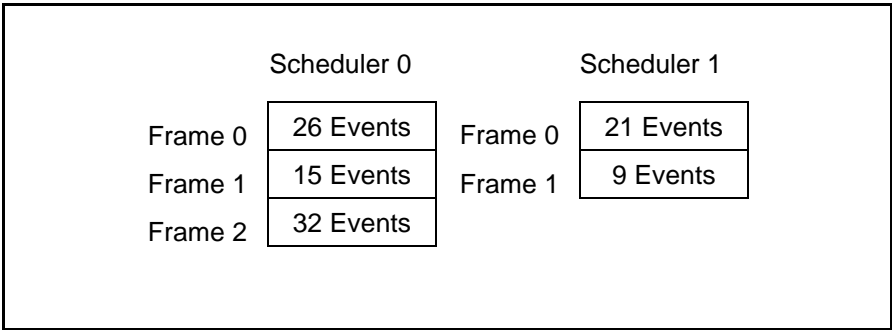 Scheduler 0 Scheduler 1
Frame 0 26 Events Frame 0 21 Events
Frame 1 15 Events Frame 1 9 Events
Frame 2 32 Events